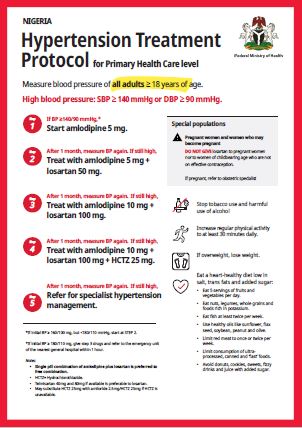 NIGERIA
Hypertension Treatment
Protocol for Primary Health Care level
Federal Ministry of Health
Measure blood pressure of all adults ≥ 18 years of age.
High blood pressure: SBP ≥ 140 mmHg or DBP ≥ 90 mmHg.
STEP 1
If BP ≥140/90 mmHg,*
Start amlodipine 5 mg.
STEP 2
After 1 month, measure BP again. If still high,
Treat with amlodipine 5 mg +
losartan 50 mg.
STEP 3
After 1 month, measure BP again. If still high,
Treat with amlodipine 10 mg +
losartan 100 mg.
STEP 4
After 1 month, measure BP again. If still high,
Treat with amlodipine 10 mg +
losartan 100 mg + HCTZ 25 mg.
STEP 5
After 1 month, measure BP again. If still high,
Refer for specialist hypertension
management.
*If initial BP ≥ 160/100 mg, but <180/110 mmHg, start at STEP 2.
*If initial BP ≥ 180/110 mmHg, give step 3 drugs and refer to the emergency unit
of the nearest general hospital within 1 hour.
Note:
• Single pill combination of amlodipine plus losartan is preferred to
free combination.
• HCTZ= Hydrochlorothiazide.
• Telmisartan 40mg and 80mg if available is preferable to losartan.
• May substitute HCTZ 25mg with amiloride 2.5mg/HCTZ 25mg if HCTZ is
unavailable.
Special populations
Pregnant women and women who may
become pregnant
DO NOT GIVE losartan to pregnant women
nor to women of childbearing age who are not
on effective contraception.
If pregnant, refer to obstetric specialist
Stop tobacco use and harmful
use of alcohol
Increase regular physical activity
to at least 30 minutes daily.
If overweight, lose weight.
Eat a heart-healthy diet low in
salt, trans fats and added sugar:
• Eat 5 servings of fruits and
vegetables per day.
• Eat nuts, legumes, whole grains and
foods rich in potassium.
• Eat fish at least twice per week.
• Use healthy oils like sunflower, flax
seed, soybean, peanut and olive.
• Limit red meat to once or twice per
week.
• Limit consumption of ultra-
processed, canned and 'fast' foods.
• Avoid donuts, cookies, sweets, fizzy
drinks and juice with added sugar.